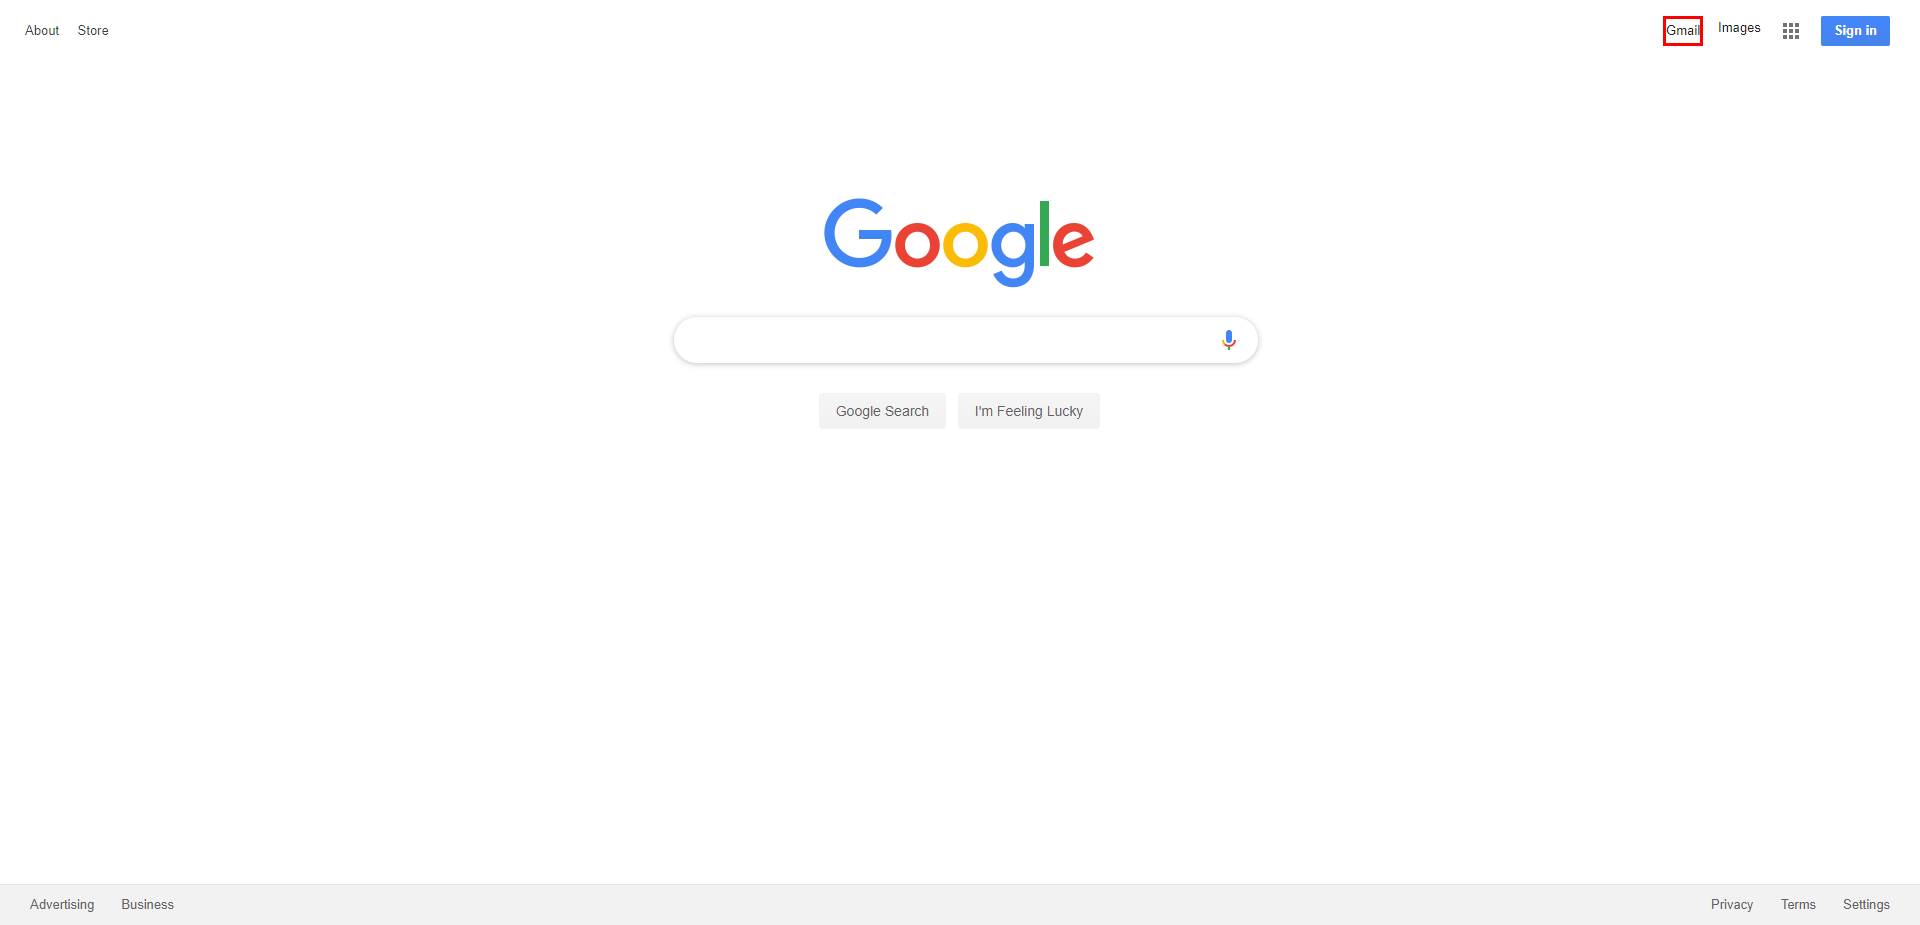 About Store Gmail Images Sign in
Google
Google Search I'm Feeling Lucky
Advertising Business Privacy Terms Settings